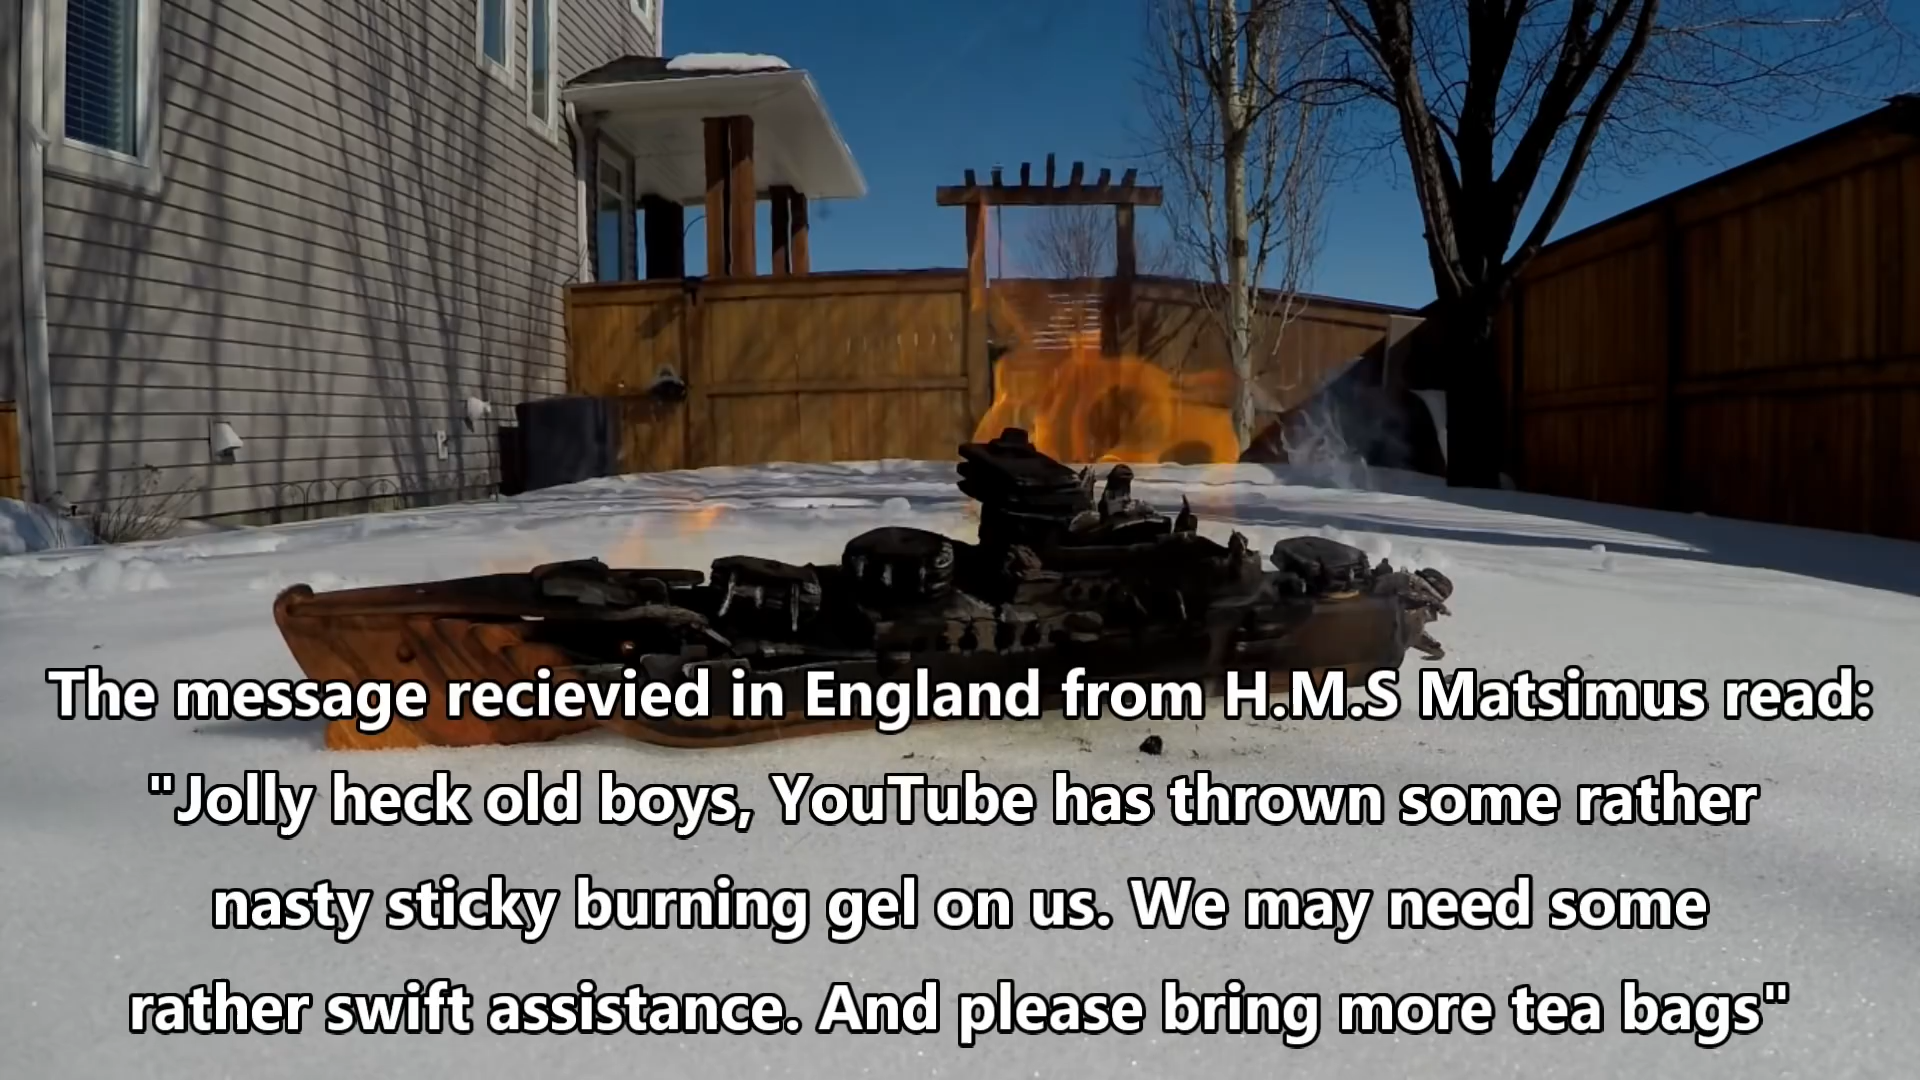 The message recievied in England from H.M.S Matsimus read:
"Jolly heck old boys, YouTube has thrown some rather
nasty sticky burning gel on us. We may need some
rather swift assistance. And please bring more tea bags"